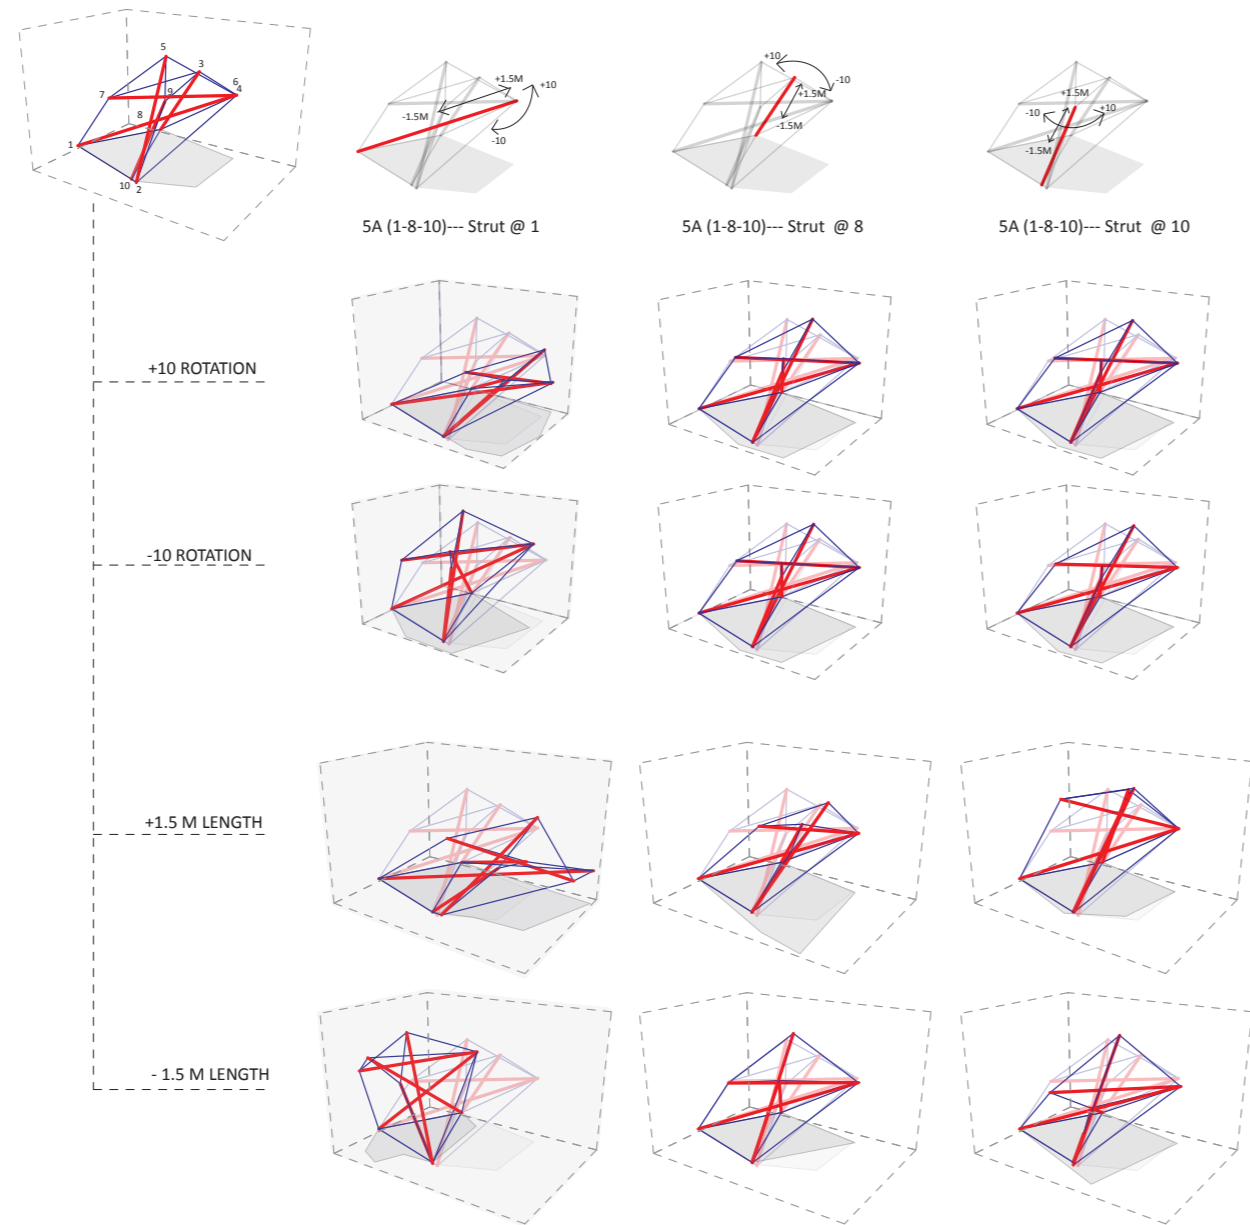 5
3
6
4
7
9
8
1
10
2
+1.5M
+10
-1.5M
-10
+10
-10
+1.5M
-1.5M
+1.5M
-10
+10
-1.5M
5A (1-8-10)--- Strut @ 1
5A (1-8-10)--- Strut @ 8
5A (1-8-10)--- Strut @ 10
+10 ROTATION
-10 ROTATION
+1.5 M LENGTH
- 1.5 M LENGTH